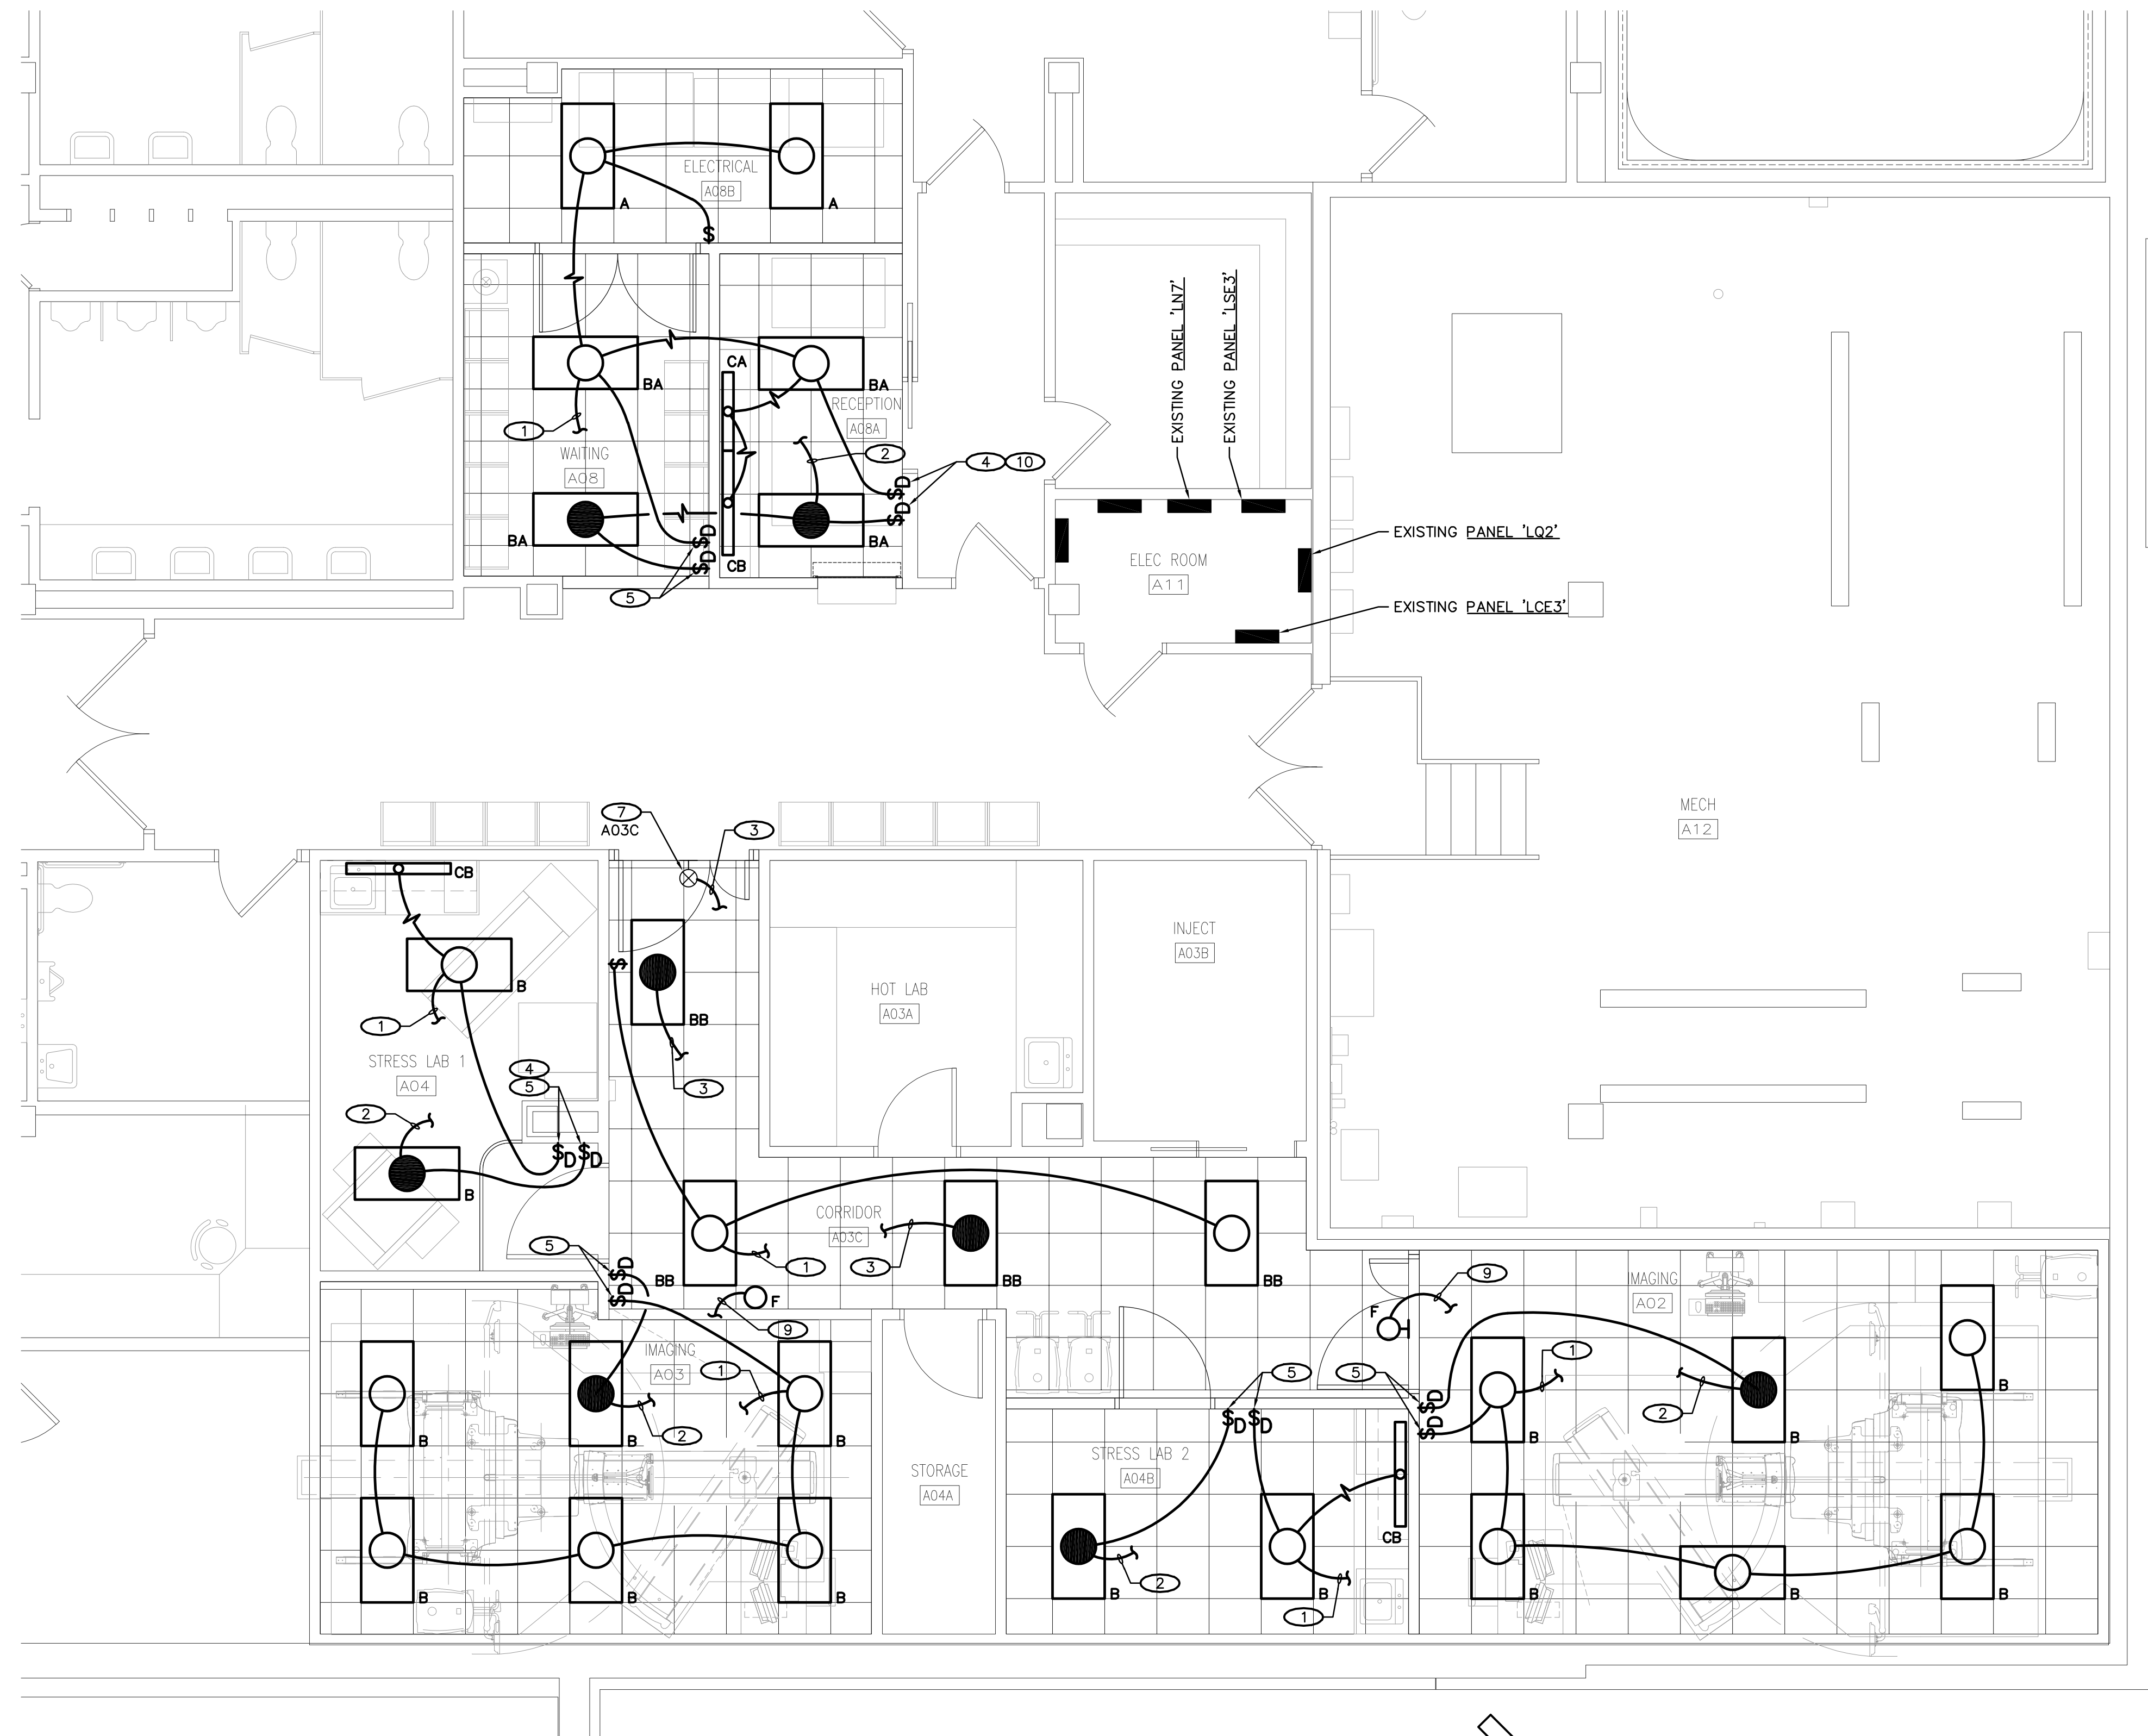 ELECTRICAL
A08B
A
A
$
BA
CA
BA
RECEPTION
A08A
1
2
WAITING
A08
4 10
$D
$D
BA
$D
$D
BA
CB
5
EXISTING PANEL 'LN7'
EXISTING PANEL 'LSE3'
EXISTING PANEL 'LQ2'
ELEC ROOM
A11
EXISTING PANEL 'LCE3'
MECH
A12
7
A03C
3
CB
$
B
BB
1
3
STRESS LAB 1
A04
4
5
2
$D $D
B
HOT LAB
A03A
INJECT
A03B
CORRIDOR
A03C
5
$D
$D
BB
1
3
BB
BB
F
9
IMAGING
A03
1
2
B
B
B
B
B
B
STORAGE
A04A
9
F
IMAGING
A02
5
5
$D $D
$D
$D
1
2
B
B
B
STRESS LAB 2
A04B
CB
B
2
B
1
B
B
B